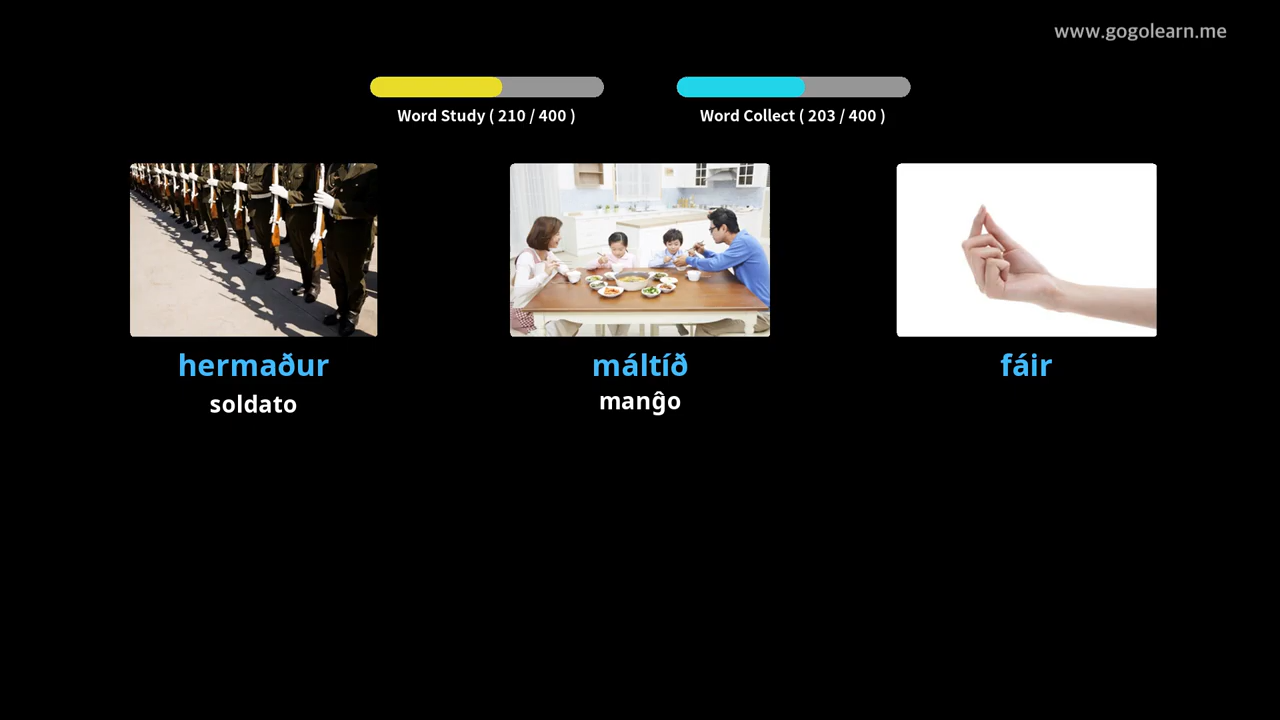 www.gogolearn.me
Word Study ( 210 / 400 )
Word Collect ( 203 / 400 )
hermaður
máltíð
fáir
soldato
manĝo